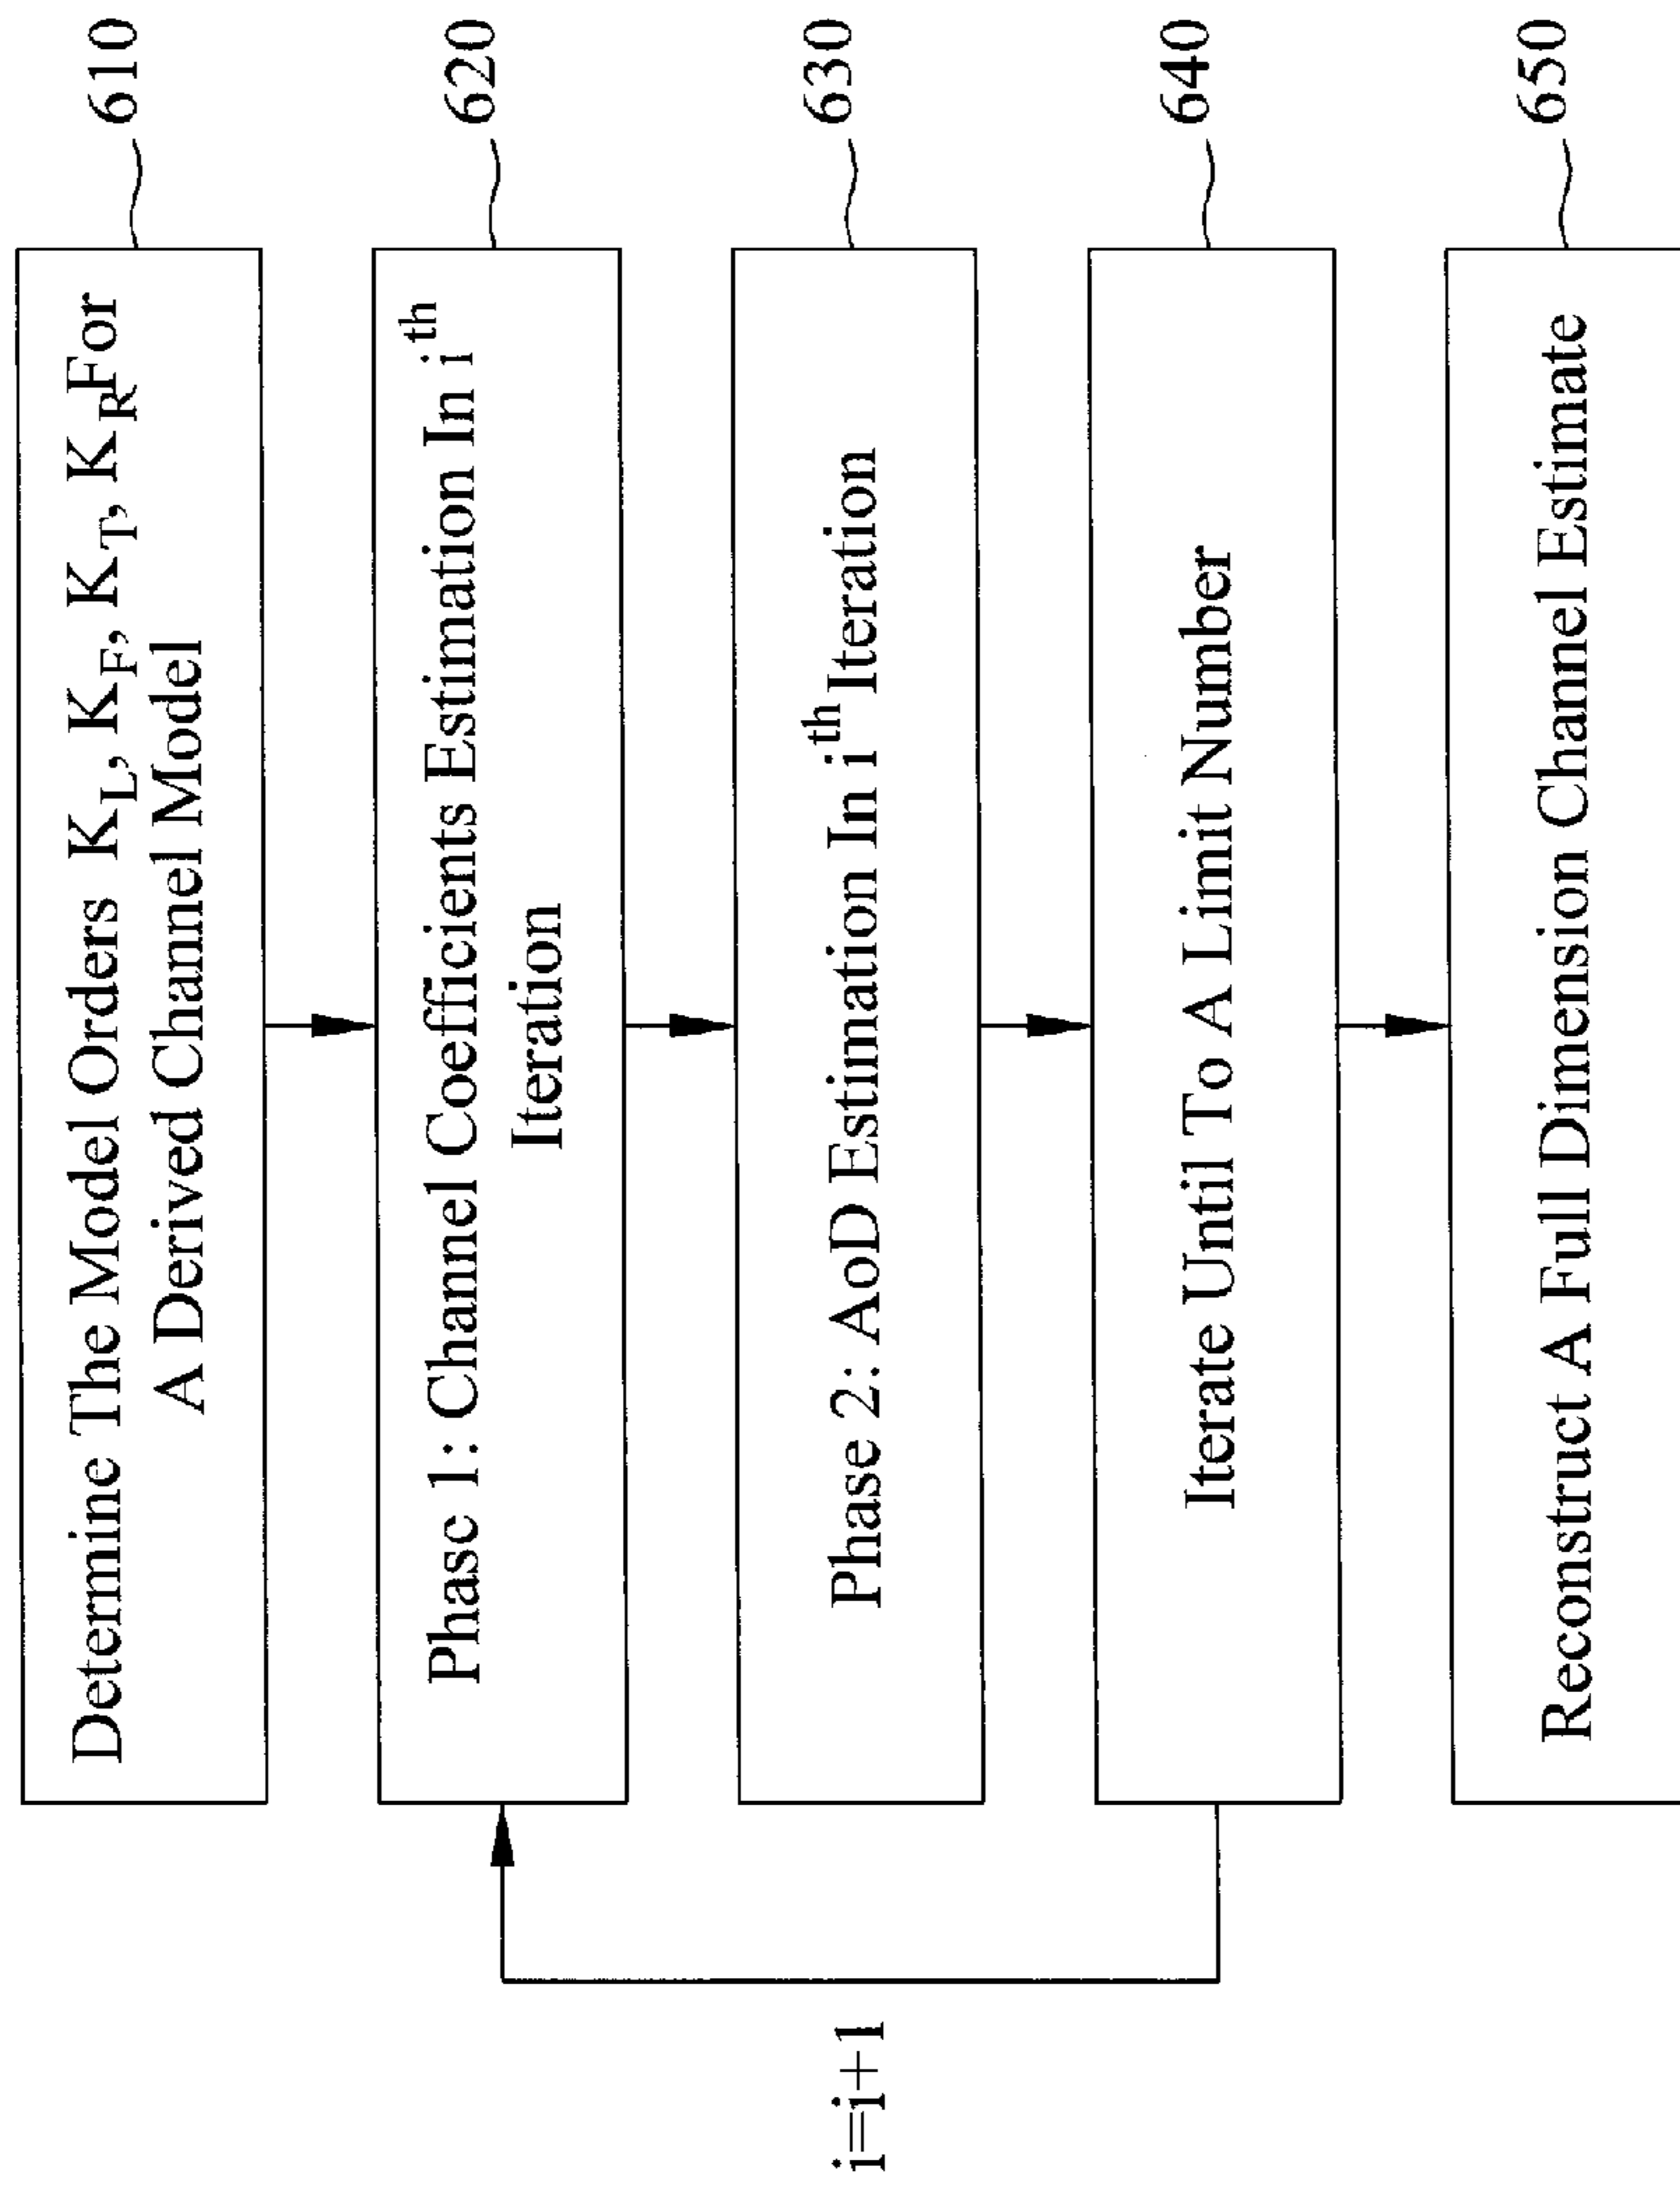 Determine The Model Orders K_L, K_F, K_T, K_R For
A Derived Channel Model
610
Phase 1: Channel Coefficients Estimation In i^th
Iteration
620
Phase 2: AoD Estimation In i^th Iteration
630
Iterate Until To A Limit Number
640
i=i+1
Reconstruct A Full Dimension Channel Estimate
650